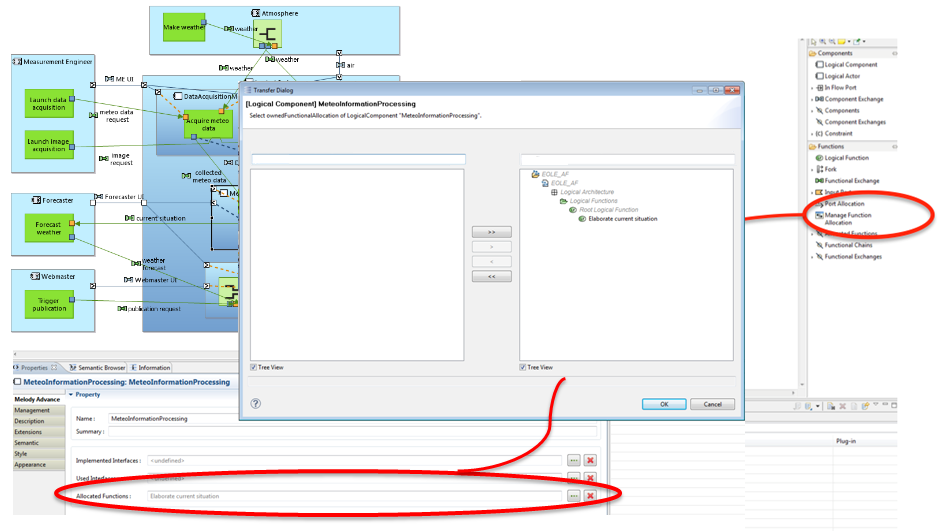 Atmosphere
Make weather
weather
weather
weather
air
Measurement Engineer
ME UI
DataAcquisitionM
Launch data
acquisition
meteo data
request
Acquire meteo
data
Launch image
acquisition
image
request
collected
meteo data
Forecaster
Forecaster UI
Forecast
weather
current situation
weather
forecast
Webmaster
Webmaster UI
Trigger
publication
publication request
Transfer Dialog
[Logical Component] MeteoInformationProcessing
Select ownedFunctionalAllocation of LogicalComponent "MeteoInformationProcessing".
EOLE_AF
EOLE_AF
Logical Architecture
Logical Functions
Root Logical Function
Elaborate current situation
>>
>
<
<<
Tree View
Tree View
OK
Cancel
Components
Logical Component
Logical Actor
In Flow Port
Component Exchange
Components
Component Exchanges
Constraint
Functions
Logical Function
Fork
Functional Exchange
Input Port
Port Allocation
Manage Function
Allocation
Allocated Functions
Functional Chains
Functional Exchanges
Properties
Semantic Browser
Information
MeteoInformationProcessing: MeteoInformationProcessing
Melody Advance
Management
Description
Extensions
Semantic
Style
Appearance
Property
Name : MeteoInformationProcessing
Summary :
Implemented Interfaces : <undefined>
Used Interfaces <undefined>
Allocated Functions : Elaborate current situation
Plug-in